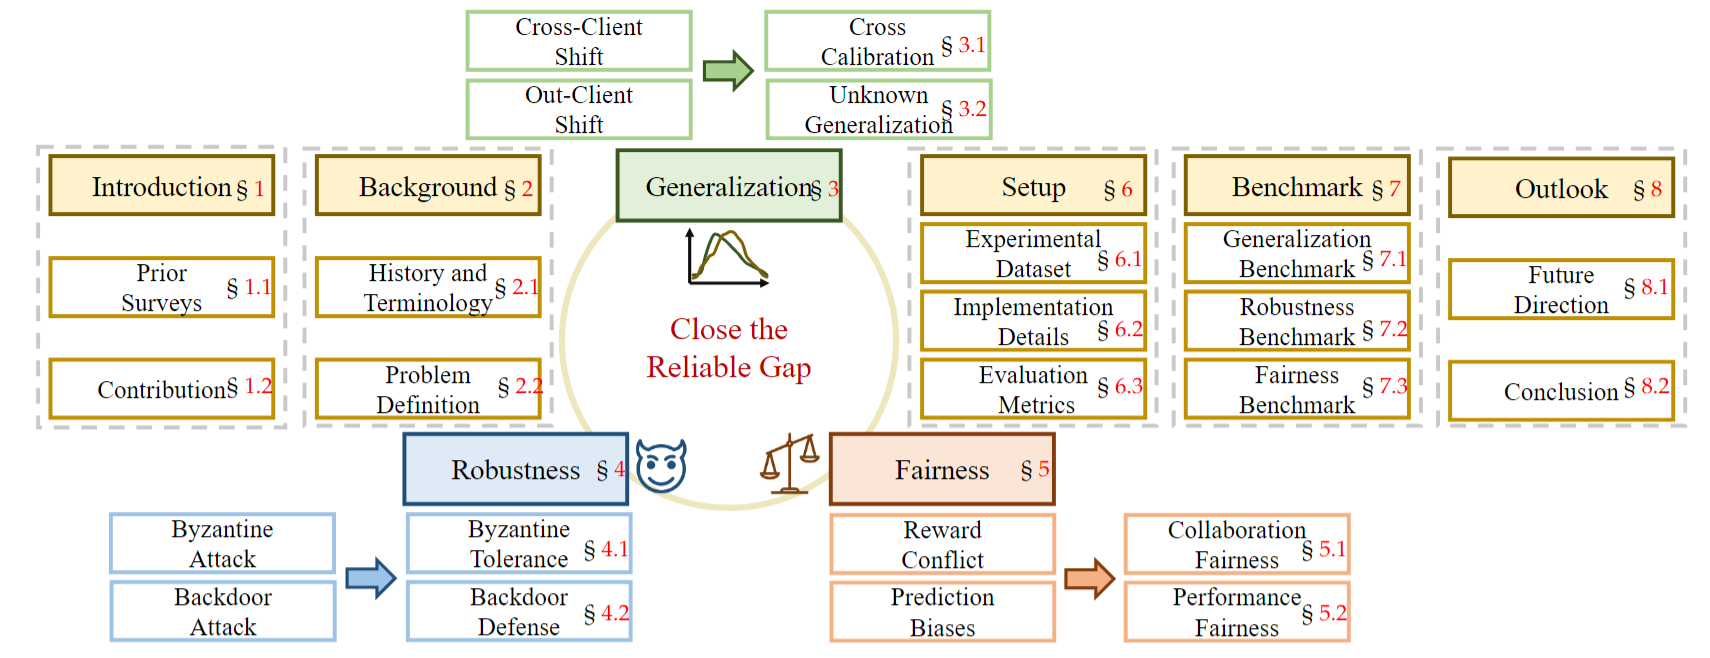 Cross-Client
Shift
Cross
Calibration § 3.1
Out-Client
Shift
Unknown
Generalization § 3.2
Introduction § 1
Prior
Surveys § 1.1
Contribution § 1.2
Background § 2
History and
Terminology § 2.1
Problem
Definition § 2.2
Generalization § 3
Close the
Reliable Gap
Setup § 6
Experimental
Dataset § 6.1
Implementation
Details § 6.2
Evaluation
Metrics § 6.3
Benchmark § 7
Generalization
Benchmark § 7.1
Robustness
Benchmark § 7.2
Fairness
Benchmark § 7.3
Outlook § 8
Future
Direction § 8.1
Conclusion § 8.2
Robustness § 4
Byzantine
Attack
Backdoor
Attack
Byzantine
Tolerance § 4.1
Backdoor
Defense § 4.2
Fairness § 5
Reward
Conflict
Prediction
Biases
Collaboration
Fairness § 5.1
Performance
Fairness § 5.2